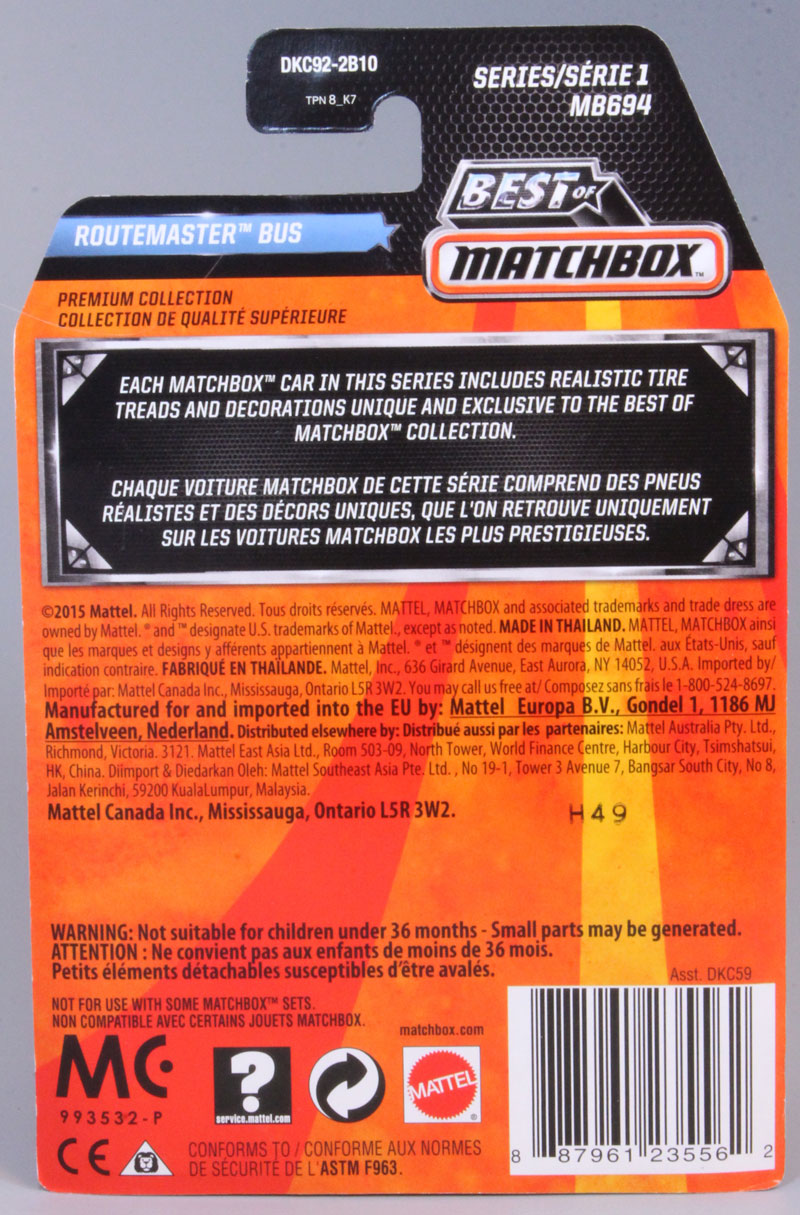 DKC92-2B10
TPN 8_K7
SERIES/SÉRIE 1
MB694
BEST OF
MATCHBOX™
ROUTEMASTER™ BUS
PREMIUM COLLECTION
COLLECTION DE QUALITÉ SUPÉRIEURE
EACH MATCHBOX™ CAR IN THIS SERIES INCLUDES REALISTIC TIRE
TREADS AND DECORATIONS UNIQUE AND EXCLUSIVE TO THE BEST OF
MATCHBOX™ COLLECTION.
CHAQUE VOITURE MATCHBOX DE CETTE SÉRIE COMPREND DES PNEUS
RÉALISTES ET DES DÉCORS UNIQUES, QUE L'ON RETROUVE UNIQUEMENT
SUR LES VOITURES MATCHBOX LES PLUS PRESTIGIEUSES.
©2015 Mattel. All Rights Reserved. Tous droits réservés. MATTEL, MATCHBOX and associated trademarks and trade dress are
owned by Mattel. ® and ™ designate U.S. trademarks of Mattel., except as noted. MADE IN THAILAND. MATTEL, MATCHBOX ainsi
que les marques et designs y afférents appartiennent à Mattel. ® et ™ désignent des marques de Mattel. aux États-Unis, sauf
indication contraire. FABRIQUÉ EN THAÏLANDE. Mattel, Inc., 636 Girard Avenue, East Aurora, NY 14052, U.S.A. Imported by/
Importé par: Mattel Canada Inc., Mississauga, Ontario L5R 3W2. You may call us free at/ Composez sans frais le 1-800-524-8697.
Manufactured for and imported into the EU by: Mattel Europa B.V., Gondel 1, 1186 MJ
Amstelveen, Nederland. Distributed elsewhere by: Distribué aussi par les partenaires: Mattel Australia Pty. Ltd.,
Richmond, Victoria. 3121. Mattel East Asia Ltd., Room 503-09, North Tower, World Finance Centre, Harbour City, Tsimshatsui,
HK, China. Diimport & Diedarkan Oleh: Mattel Southeast Asia Pte. Ltd. , No 19-1, Tower 3 Avenue 7, Bangsar South City, No 8,
Jalan Kerinchi, 59200 KualaLumpur, Malaysia.
Mattel Canada Inc., Mississauga, Ontario L5R 3W2.
H49
WARNING: Not suitable for children under 36 months - Small parts may be generated.
ATTENTION : Ne convient pas aux enfants de moins de 36 mois.
Petits éléments détachables susceptibles d'être avalés.
Asst. DKC59
NOT FOR USE WITH SOME MATCHBOX™ SETS.
NON COMPATIBLE AVEC CERTAINS JOUETS MATCHBOX.
matchbox.com
MC
993532-P
?
service.mattel.com
MATTEL
®
CE
CONFORMS TO / CONFORME AUX NORMES
DE SÉCURITÉ DE L'ASTM F963.
8 87961 23556 2